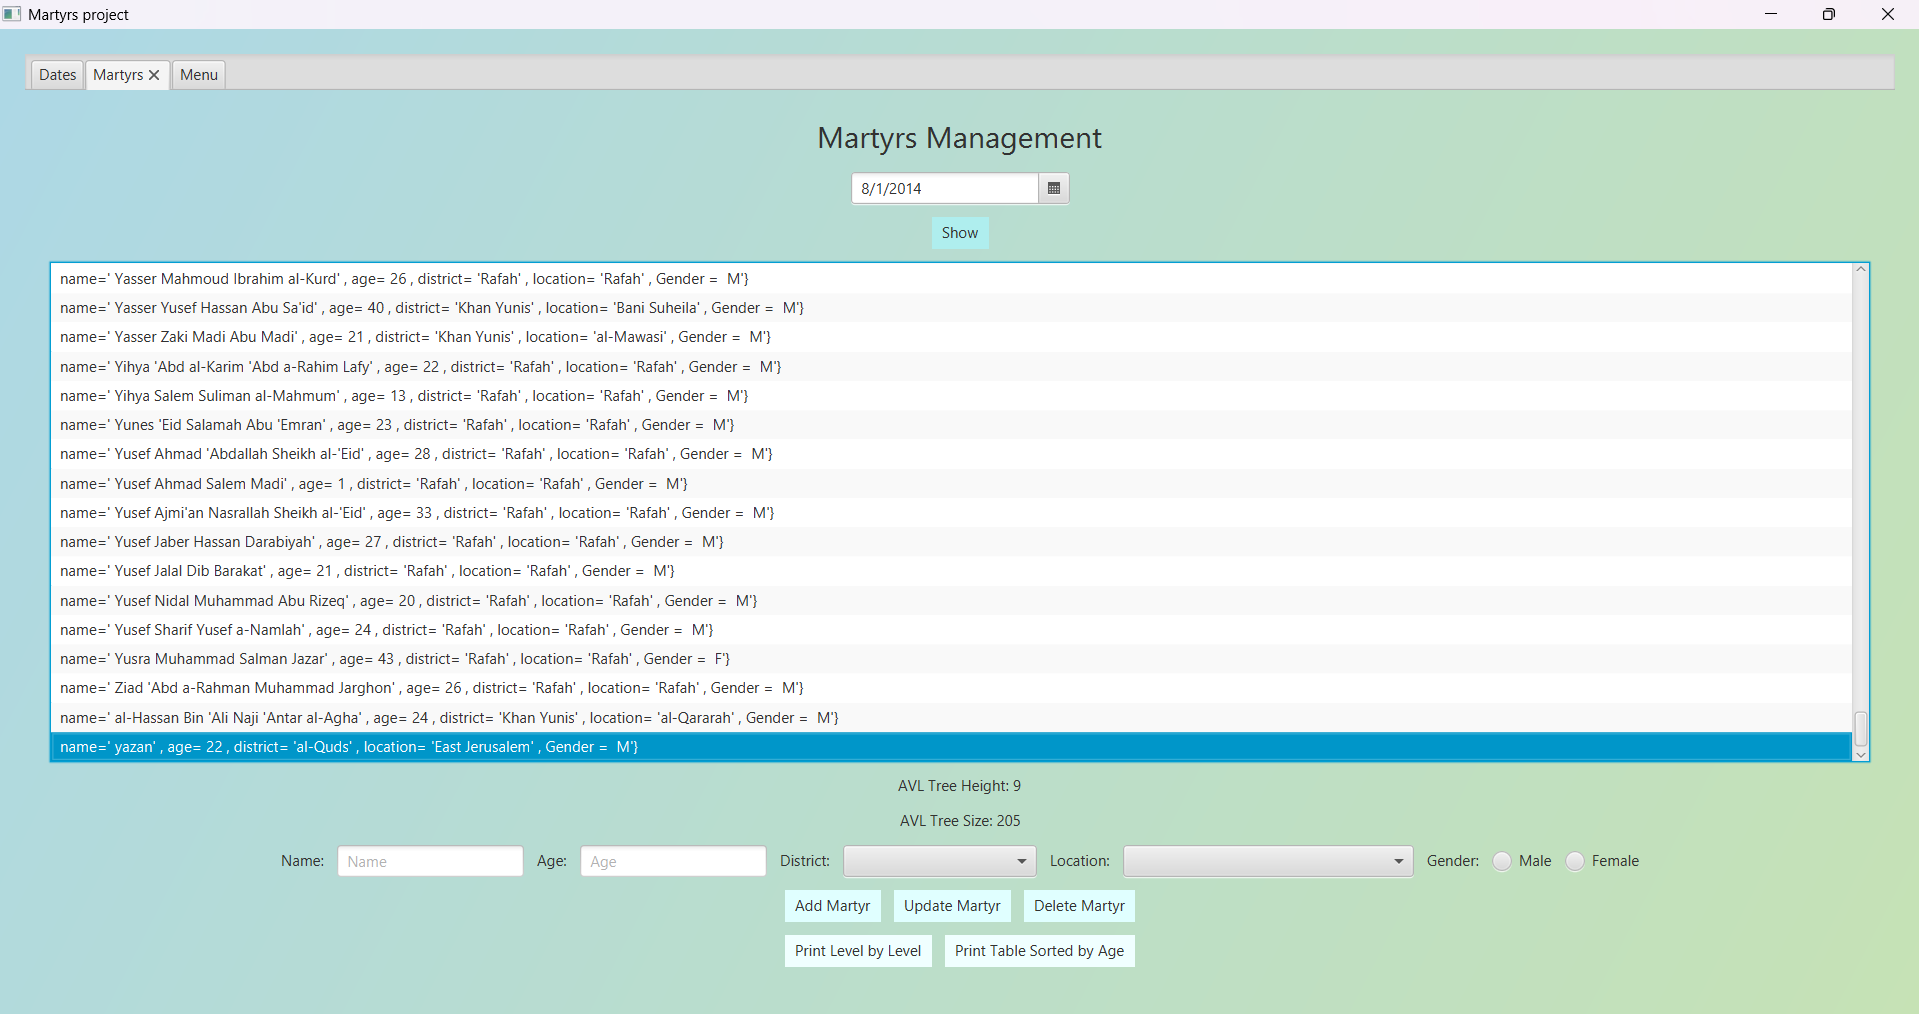 Martyrs project
Dates Martyrs Menu
Martyrs Management
8/1/2014
Show
name=' Yasser Mahmoud Ibrahim al-Kurd' , age= 26 , district= 'Rafah' , location= 'Rafah' , Gender = M'}
name=' Yasser Yusef Hassan Abu Sa'id' , age= 40 , district= 'Khan Yunis' , location= 'Bani Suheila' , Gender = M'}
name=' Yasser Zaki Madi Abu Madi' , age= 21 , district= 'Khan Yunis' , location= 'al-Mawasi' , Gender = M'}
name=' Yihya 'Abd al-Karim 'Abd a-Rahim Lafy' , age= 22 , district= 'Rafah' , location= 'Rafah' , Gender = M'}
name=' Yihya Salem Suliman al-Mahmum' , age= 13 , district= 'Rafah' , location= 'Rafah' , Gender = M'}
name=' Yunes 'Eid Salamah Abu 'Emran' , age= 23 , district= 'Rafah' , location= 'Rafah' , Gender = M'}
name=' Yusef Ahmad 'Abdallah Sheikh al-'Eid' , age= 28 , district= 'Rafah' , location= 'Rafah' , Gender = M'}
name=' Yusef Ahmad Salem Madi' , age= 1 , district= 'Rafah' , location= 'Rafah' , Gender = M'}
name=' Yusef Ajmi'an Nasrallah Sheikh al-'Eid' , age= 33 , district= 'Rafah' , location= 'Rafah' , Gender = M'}
name=' Yusef Jaber Hassan Darabiyah' , age= 27 , district= 'Rafah' , location= 'Rafah' , Gender = M'}
name=' Yusef Jalal Dib Barakat' , age= 21 , district= 'Rafah' , location= 'Rafah' , Gender = M'}
name=' Yusef Nidal Muhammad Abu Rizeq' , age= 20 , district= 'Rafah' , location= 'Rafah' , Gender = M'}
name=' Yusef Sharif Yusef a-Namlah' , age= 24 , district= 'Rafah' , location= 'Rafah' , Gender = M'}
name=' Yusra Muhammad Salman Jazar' , age= 43 , district= 'Rafah' , location= 'Rafah' , Gender = F'}
name=' Ziad 'Abd a-Rahman Muhammad Jarghon' , age= 26 , district= 'Rafah' , location= 'Rafah' , Gender = M'}
name=' al-Hassan Bin 'Ali Naji 'Antar al-Agha' , age= 24 , district= 'Khan Yunis' , location= 'al-Qararah' , Gender = M'}
name=' yazan' , age= 22 , district= 'al-Quds' , location= 'East Jerusalem' , Gender = M'}
AVL Tree Height: 9
AVL Tree Size: 205
Name: Name Age: Age District: Location: Gender: Male Female
Add Martyr Update Martyr Delete Martyr
Print Level by Level Print Table Sorted by Age